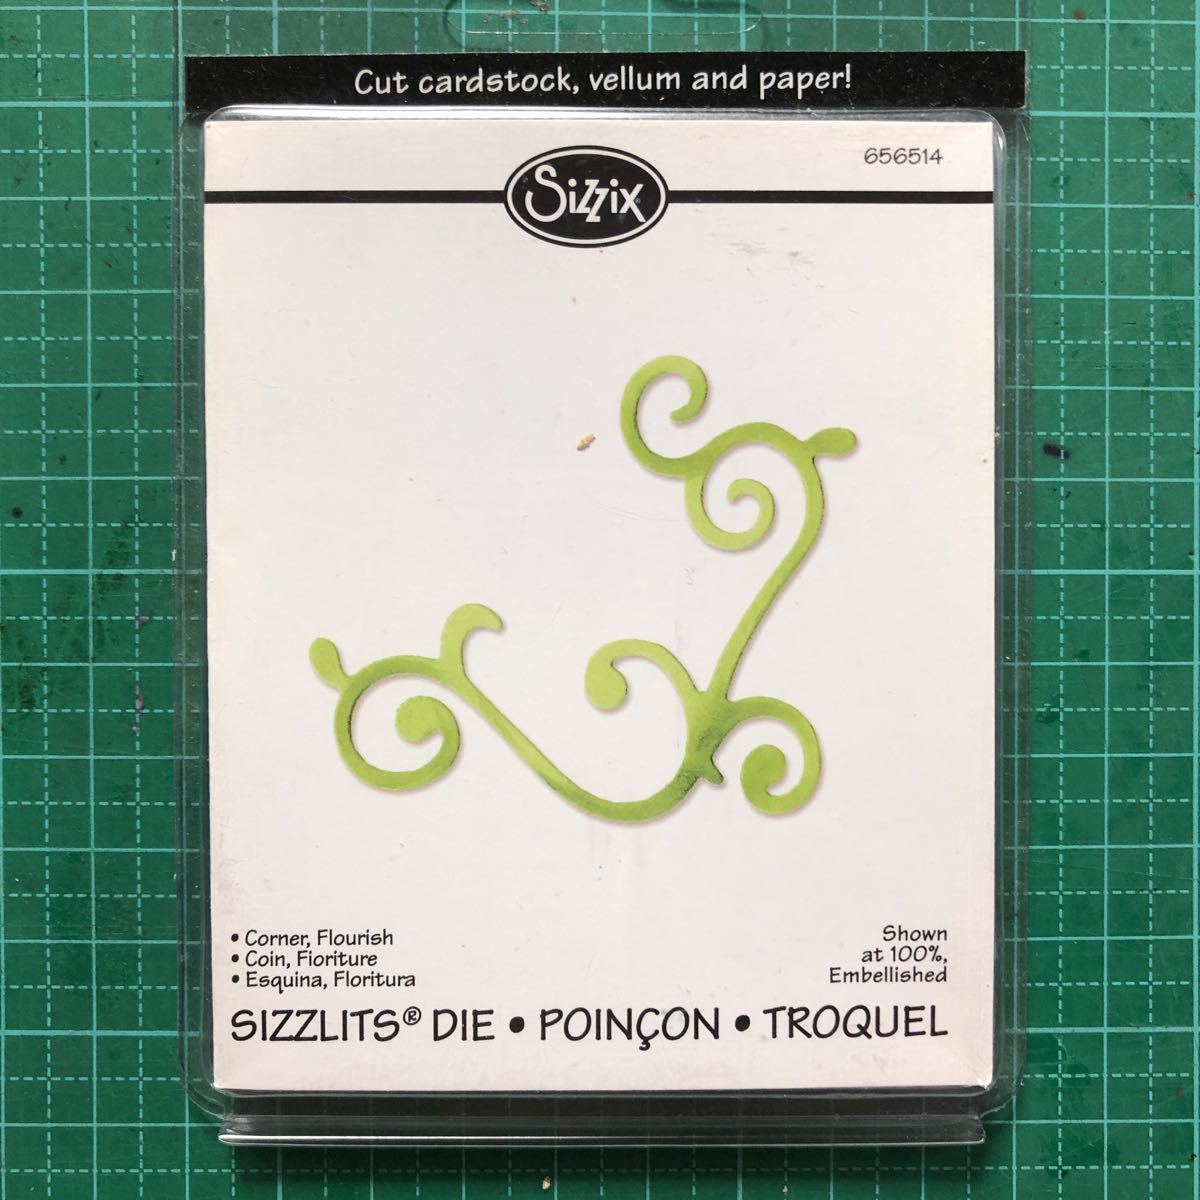 Cut cardstock, vellum and paper!
656514
Sizzix
• Corner, Flourish
• Coin, Fioriture
• Esquina, Floritura
Shown
at 100%,
Embellished
SIZZLITS® DIE • POINÇON • TROQUEL